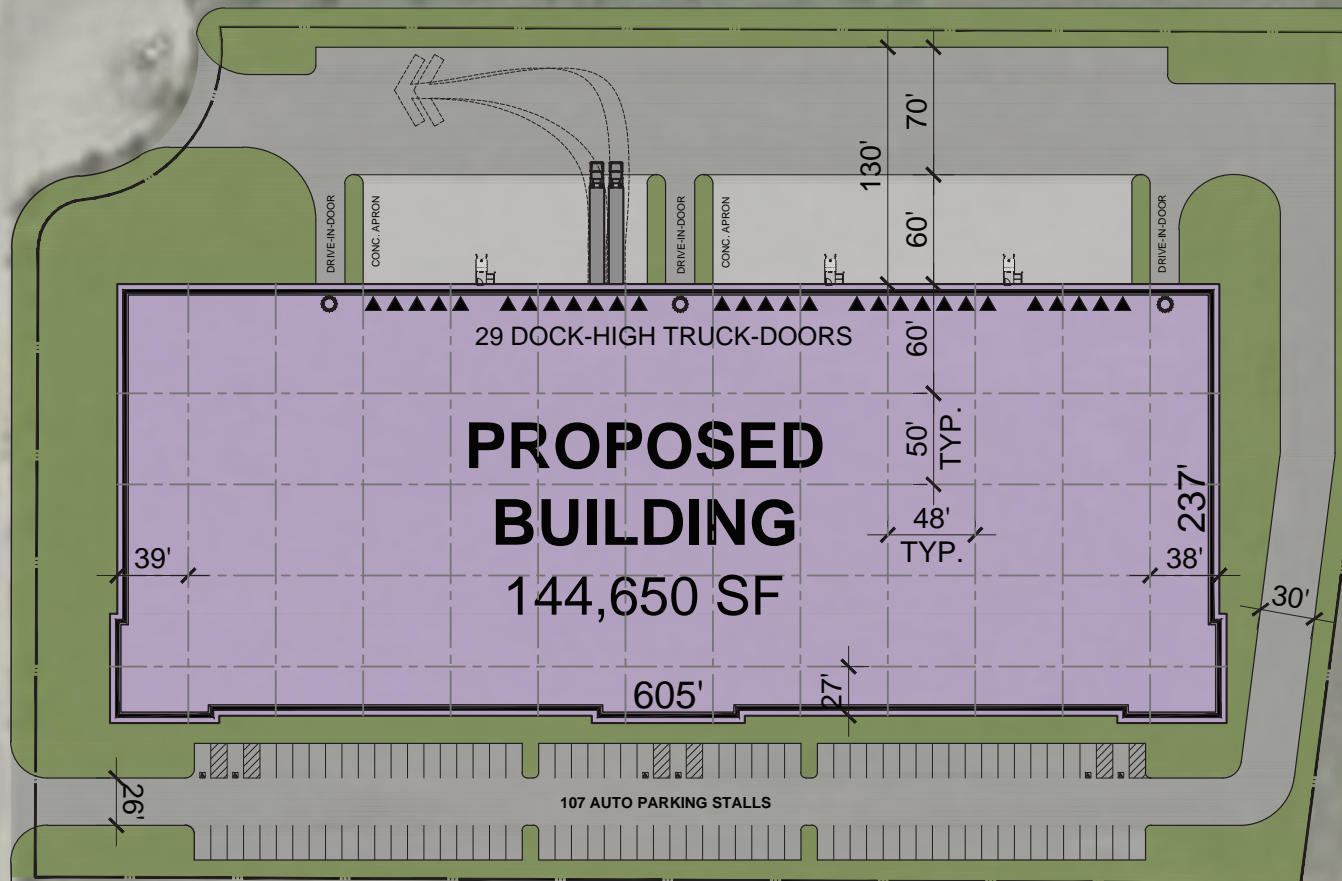 70'
130'
60'
DRIVE-IN-DOOR
CONC. APRON
DRIVE-IN-DOOR
CONC. APRON
DRIVE-IN-DOOR
29 DOCK-HIGH TRUCK-DOORS
60'
PROPOSED
BUILDING
144,650 SF
50'
TYP.
48'
TYP.
237'
39'
38'
30'
605'
27'
26'
107 AUTO PARKING STALLS